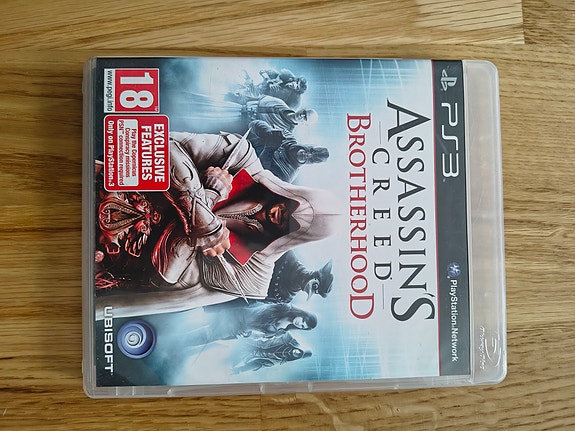 PS3
PlayStation Network
ASSASSIN'S
CREED
BROTHERHOOD
18
www.pegi.info
EXCLUSIVE
FEATURES
Play the Copernicus
Conspiracy missions
PSN connection required
Only on PlayStation®3
UBISOFT